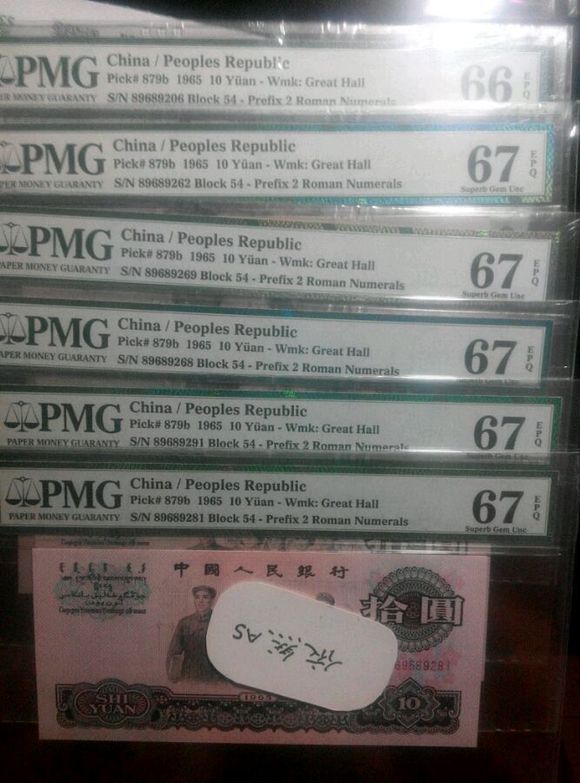 PMG
China / Peoples Republic
Pick# 879b 1965 10 Yüan - Wmk: Great Hall
S/N 89689206 Block 54 - Prefix 2 Roman Numerals
66
EPQ
PMG
PAPER MONEY GUARANTY
China / Peoples Republic
Pick# 879b 1965 10 Yüan - Wmk: Great Hall
S/N 89689262 Block 54 - Prefix 2 Roman Numerals
67
EPQ
Superb Gem Unc
PMG
PAPER MONEY GUARANTY
China / Peoples Republic
Pick# 879b 1965 10 Yüan - Wmk: Great Hall
S/N 89689269 Block 54 - Prefix 2 Roman Numerals
67
EPQ
Superb Gem Unc
PMG
PAPER MONEY GUARANTY
China / Peoples Republic
Pick# 879b 1965 10 Yüan - Wmk: Great Hall
S/N 89689268 Block 54 - Prefix 2 Roman Numerals
67
EPQ
PMG
PAPER MONEY GUARANTY
China / Peoples Republic
Pick# 879b 1965 10 Yüan - Wmk: Great Hall
S/N 89689291 Block 54 - Prefix 2 Roman Numerals
67
EPQ
Superb Gem Unc
PMG
PAPER MONEY GUARANTY
China / Peoples Republic
Pick# 879b 1965 10 Yüan - Wmk: Great Hall
S/N 89689281 Block 54 - Prefix 2 Roman Numerals
67
EPQ
Superb Gem Unc
中國人民銀行
拾圓
AS
89689281
SHI
YUAN
1965
10